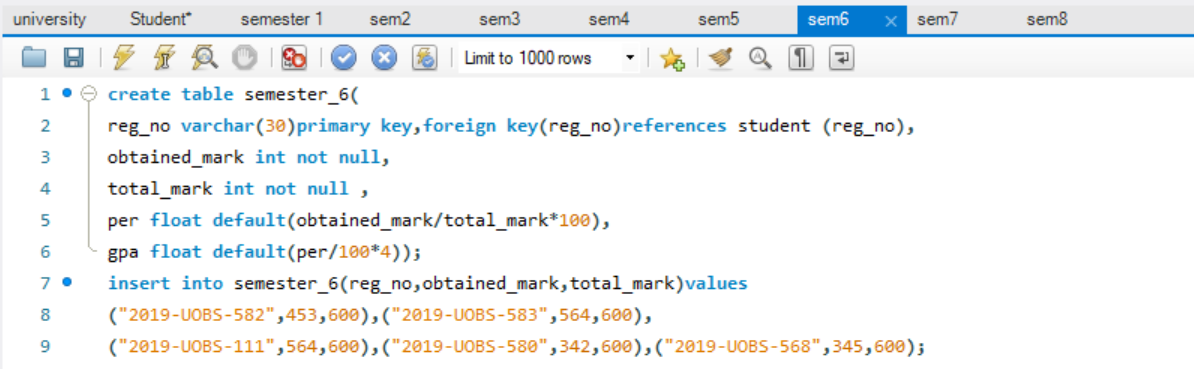 university Student* semester 1 sem2 sem3 sem4 sem5 sem6 × sem7 sem8
Limit to 1000 rows
1 create table semester_6(
2 reg_no varchar(30)primary key,foreign key(reg_no)references student (reg_no),
3 obtained_mark int not null,
4 total_mark int not null ,
5 per float default(obtained_mark/total_mark*100),
6 gpa float default(per/100*4));
7 insert into semester_6(reg_no,obtained_mark,total_mark)values
8 ("2019-UOBS-582",453,600),("2019-UOBS-583",564,600),
9 ("2019-UOBS-111",564,600),("2019-UOBS-580",342,600),("2019-UOBS-568",345,600);